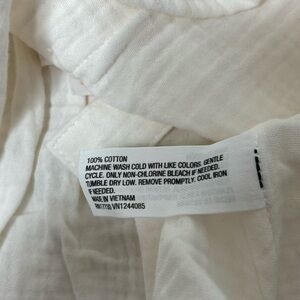 100% COTTON
MACHINE WASH COLD WITH LIKE COLORS. GENTLE
CYCLE. ONLY NON-CHLORINE BLEACH IF NEEDED.
TUMBLE DRY LOW. REMOVE PROMPTLY. COOL IRON
IF NEEDED.
MADE IN VIETNAM
VN1244085